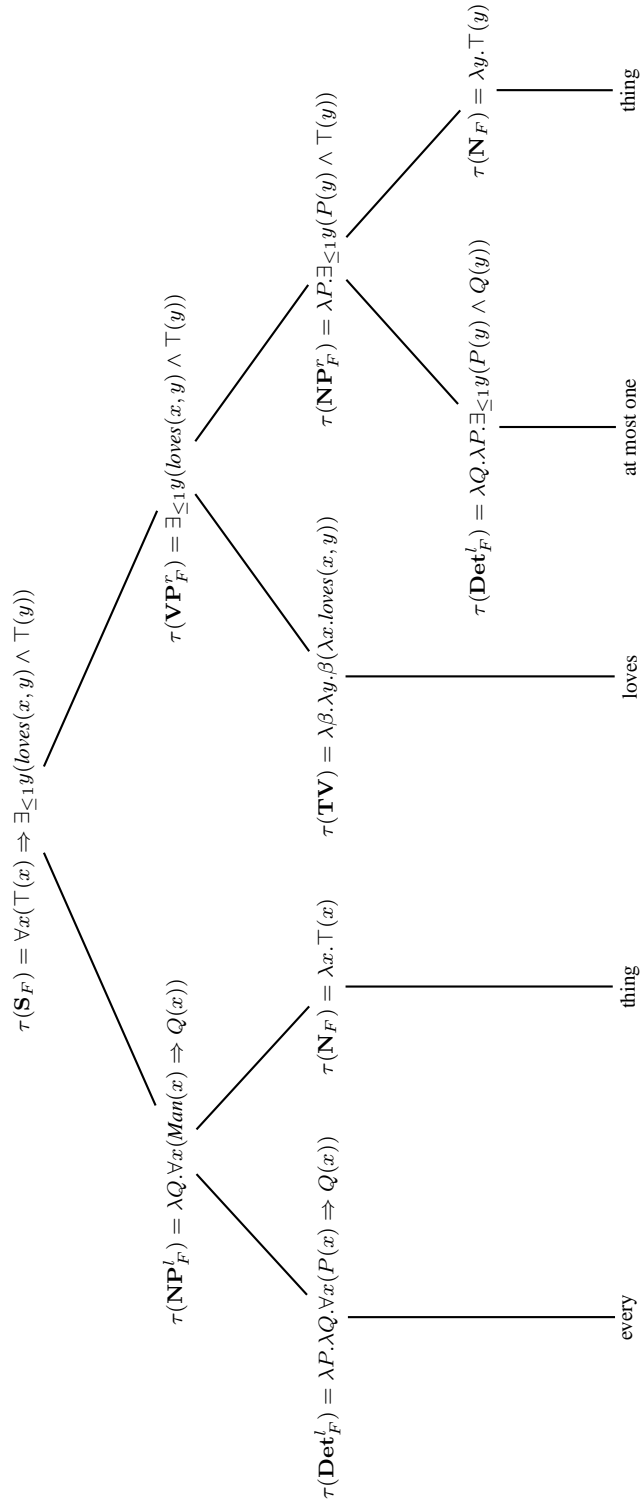 τ(S_F) = ∀x(⊤(x) ⇒ ∃_{≤1}y(loves(x, y) ∧ ⊤(y))
τ(NP^l_F) = λQ.∀x(Man(x) ⇒ Q(x))
τ(VP^r_F) = ∃_{≤1}y(loves(x, y) ∧ ⊤(y))
τ(Det^l_F) = λP.λQ.∀x(P(x) ⇒ Q(x))
τ(N_F) = λx.⊤(x)
τ(TV) = λβ.λy.β(λx.loves(x, y))
τ(NP^r_F) = λP.∃_{≤1}y(P(y) ∧ ⊤(y))
τ(Det^l_F) = λQ.λP.∃_{≤1}y(P(y) ∧ Q(y))
τ(N_F) = λy.⊤(y)
every
thing
loves
at most one
thing